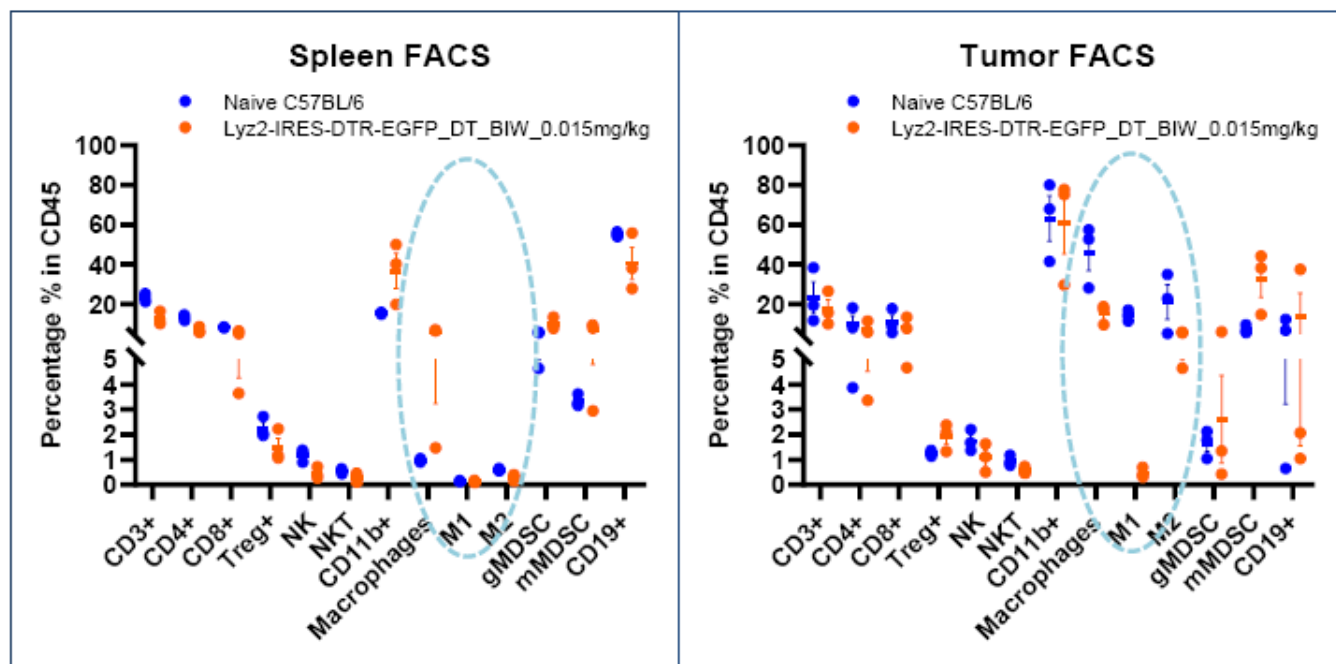 Spleen FACS
Naive C57BL/6
Lyz2-IRES-DTR-EGFP_DT_BIW_0.015mg/kg
Percentage % in CD45
100
80
60
40
20
5
4
3
2
1
0
CD3+
CD4+
CD8+
Treg+
NK
NKT
CD11b+
Macrophages
M1
M2
gMDSC
mMDSC
CD19+
Tumor FACS
Naive C57BL/6
Lyz2-IRES-DTR-EGFP_DT_BIW_0.015mg/kg
Percentage % in CD45
100
80
60
40
20
5
4
3
2
1
0
CD3+
CD4+
CD8+
Treg+
NK
NKT
CD11b+
Macrophages
M1
M2
gMDSC
mMDSC
CD19+